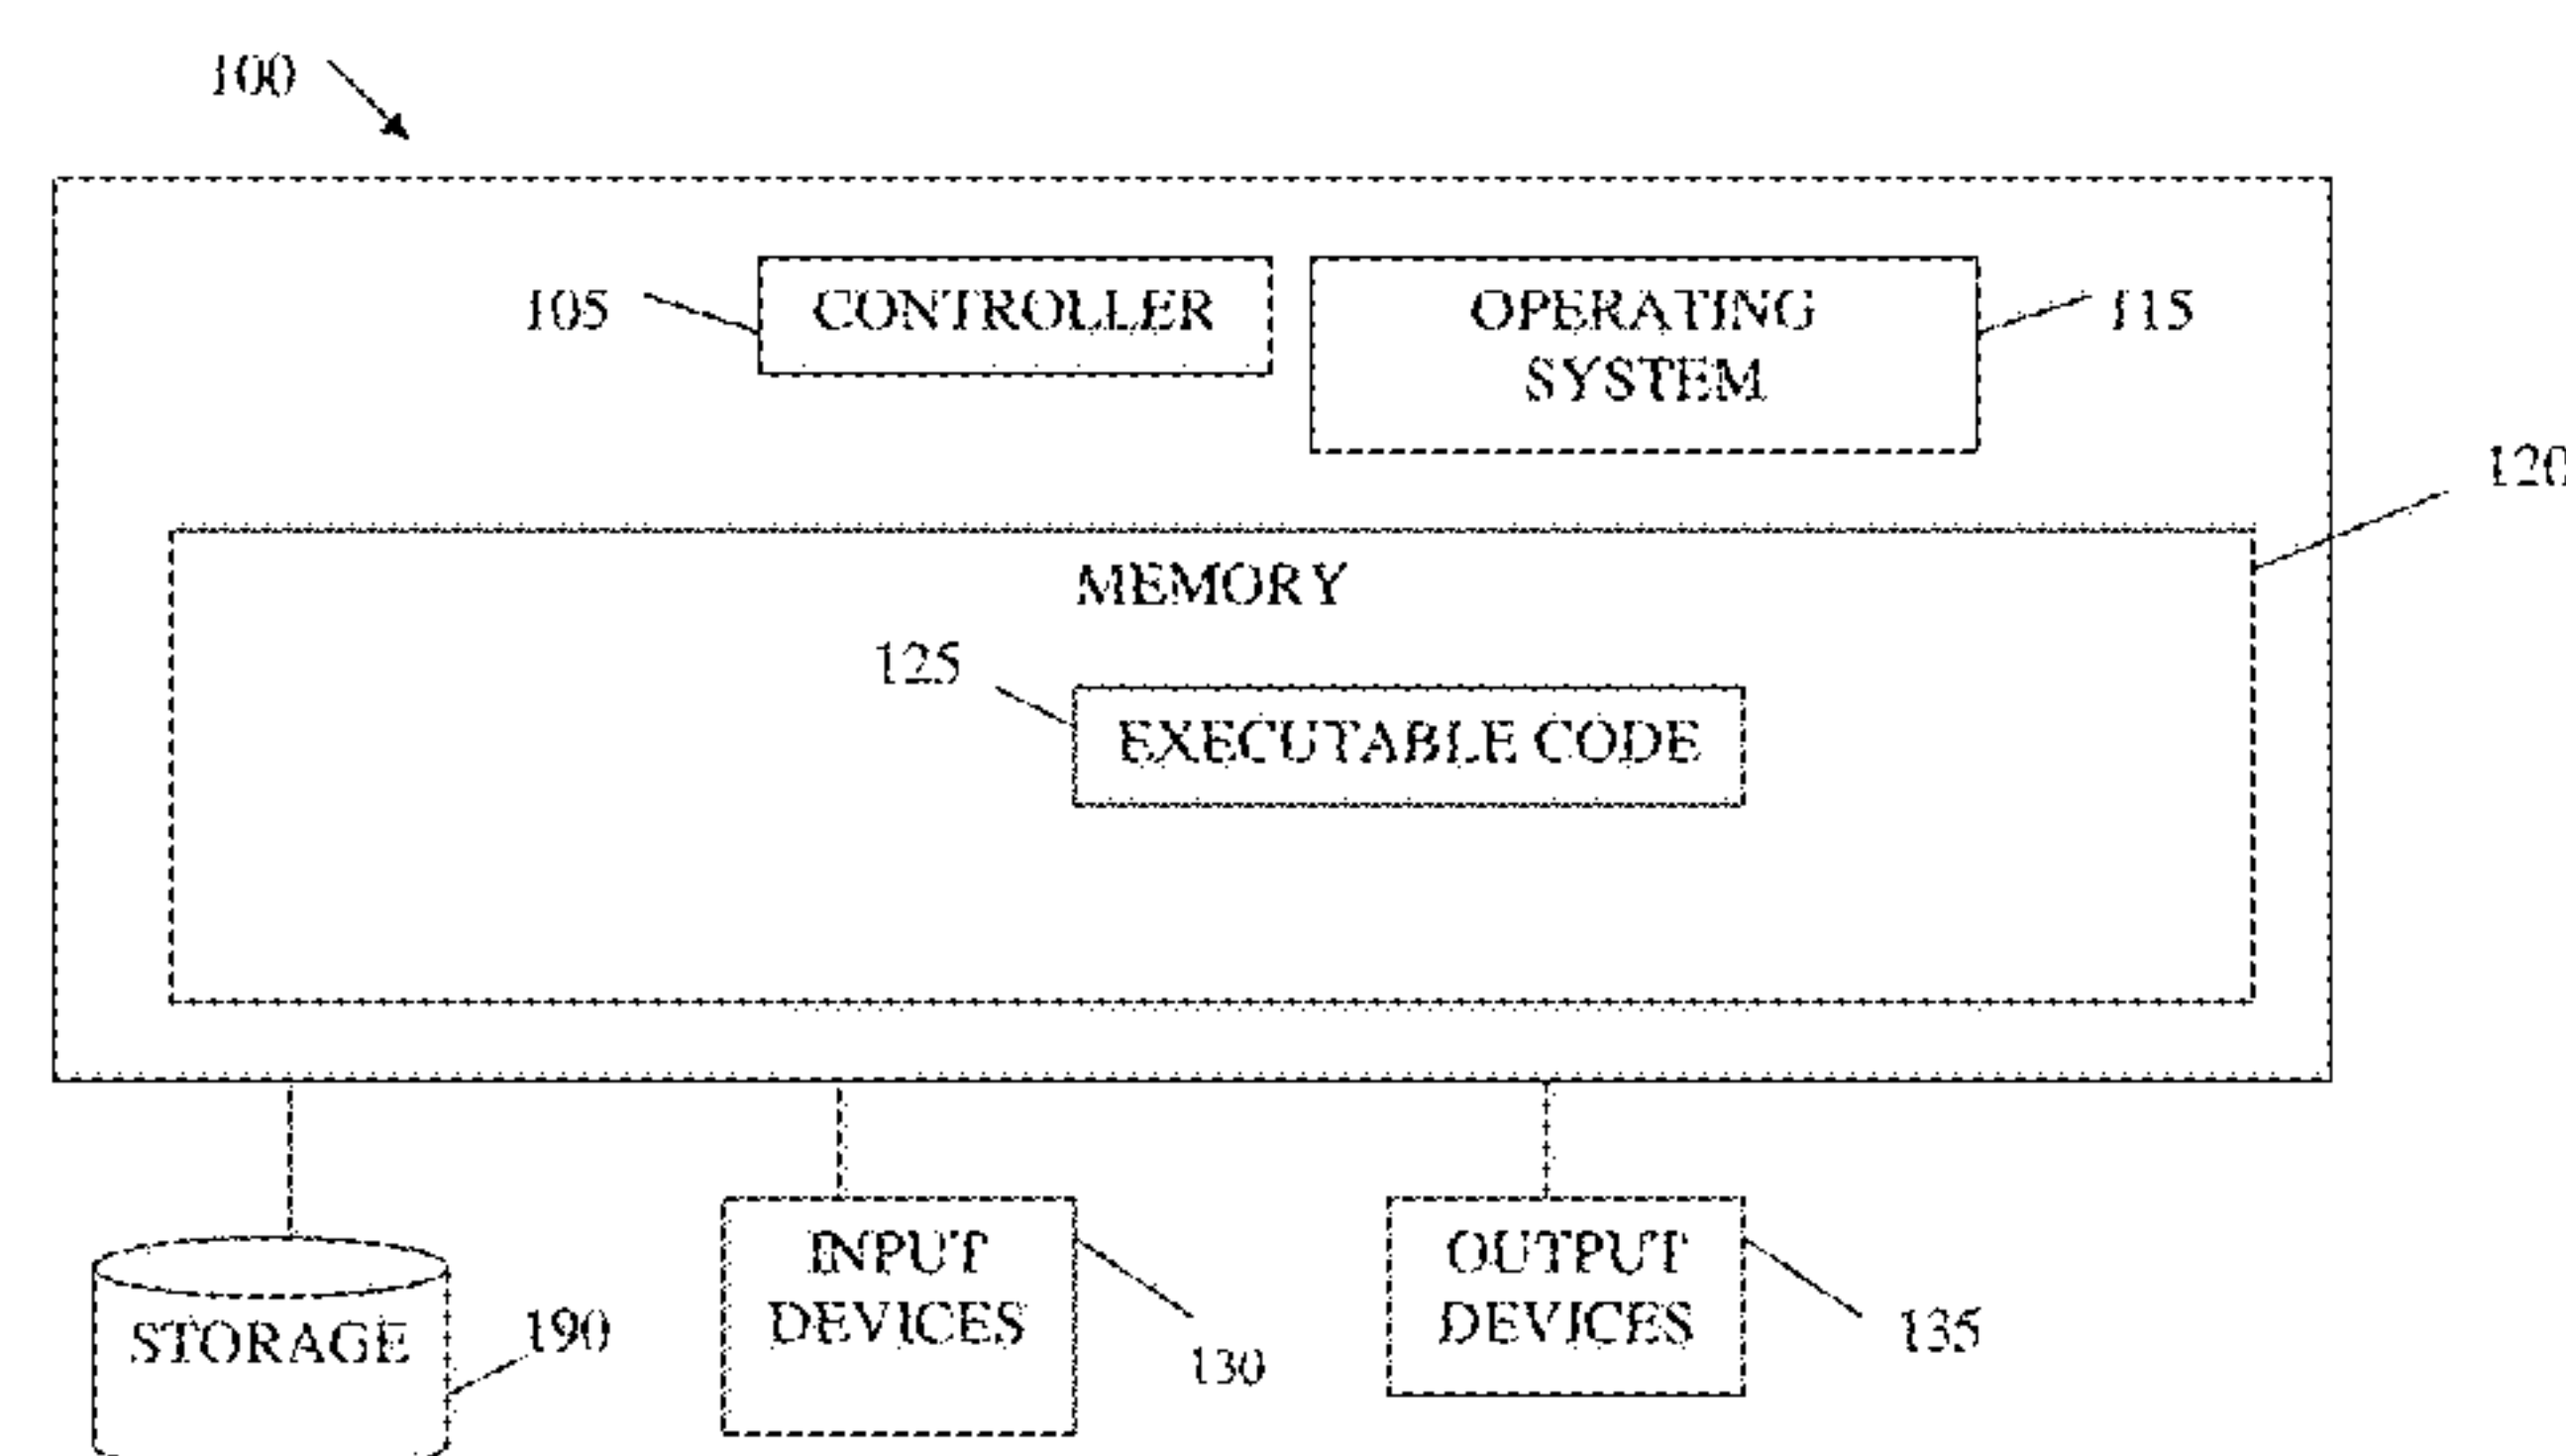 100
105
CONTROLLER
OPERATING
SYSTEM
115
120
MEMORY
125
EXECUTABLE CODE
STORAGE
190
INPUT
DEVICES
130
OUTPUT
DEVICES
135